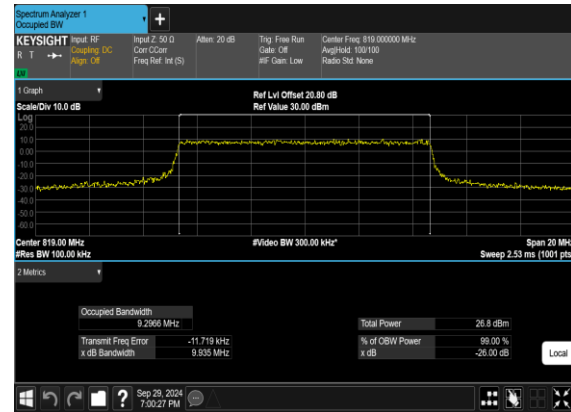 Spectrum Analyzer 1
Occupied BW
+
KEYSIGHT Input: RF Input Z: 50 Ω Atten: 20 dB Trig: Free Run Center Freq: 819.000000 MHz
R T Coupling: DC Corr CCorr Gate: Off Avg|Hold: 100/100
Align: Off Freq Ref: Int (S) #IF Gain: Low Radio Std: None
LXI
1 Graph
Ref Lvl Offset 20.80 dB
Scale/Div 10.0 dB Ref Value 30.00 dBm
Log
20.0
10.0
0.00
-10.0
-20.0
-30.0
-40.0
-50.0
-60.0
Center 819.00 MHz #Video BW 300.00 kHz* Span 20 MHz
#Res BW 100.00 kHz Sweep 2.53 ms (1001 pts
2 Metrics
Occupied Bandwidth
9.2966 MHz Total Power 26.8 dBm
Transmit Freq Error -11.719 kHz % of OBW Power 99.00 %
x dB Bandwidth 9.935 MHz x dB -26.00 dB
Local
?
Sep 29, 2024
7:00:27 PM